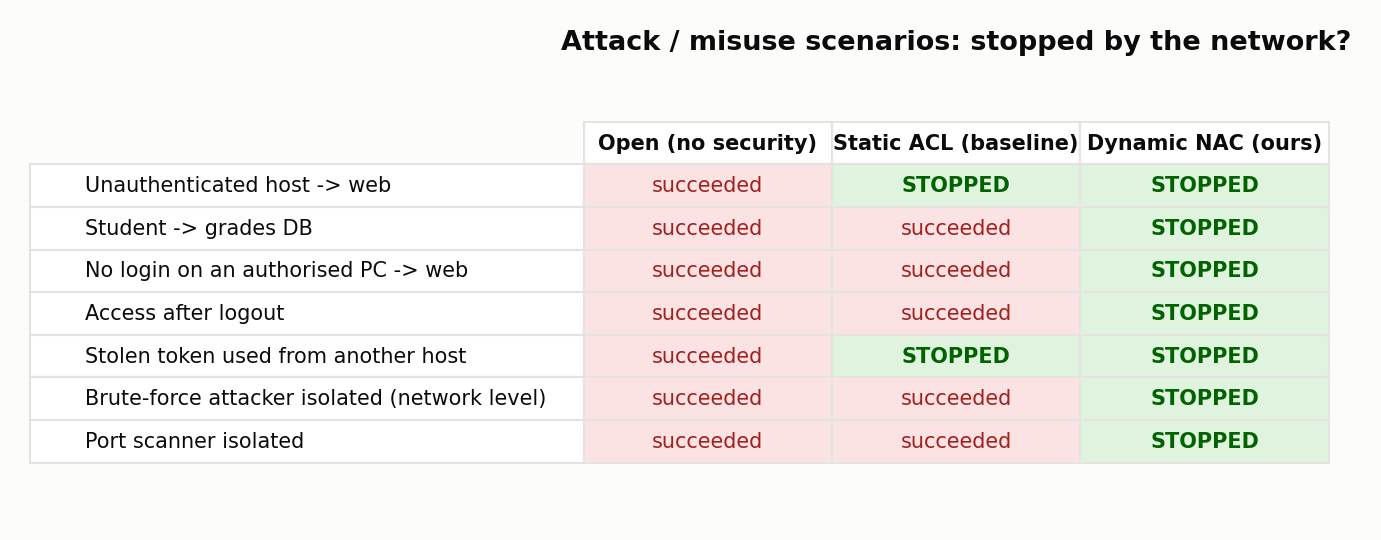 Attack / misuse scenarios: stopped by the network?
Open (no security) Static ACL (baseline) Dynamic NAC (ours)
Unauthenticated host -> web succeeded STOPPED STOPPED
Student -> grades DB succeeded succeeded STOPPED
No login on an authorised PC -> web succeeded succeeded STOPPED
Access after logout succeeded succeeded STOPPED
Stolen token used from another host succeeded STOPPED STOPPED
Brute-force attacker isolated (network level) succeeded succeeded STOPPED
Port scanner isolated succeeded succeeded STOPPED